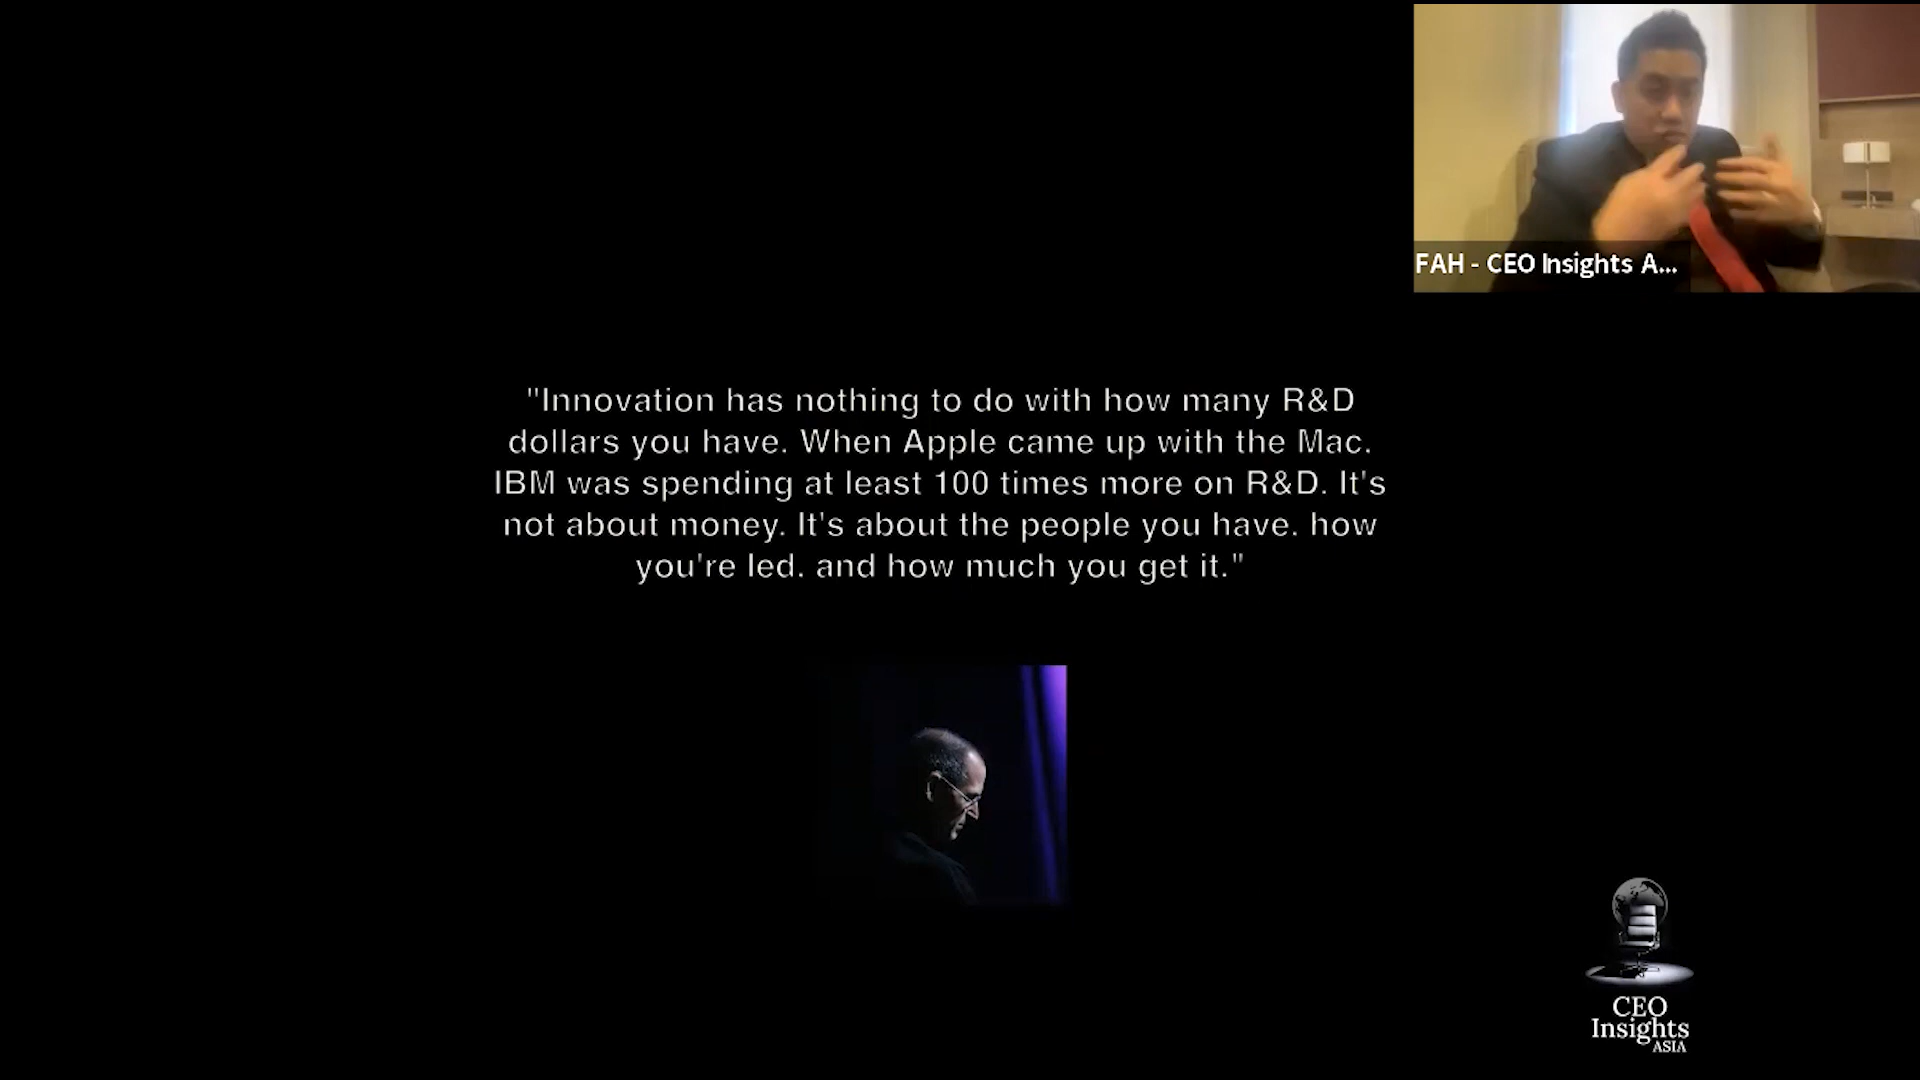 FAH - CEO Insights A...
"Innovation has nothing to do with how many R&D
dollars you have. When Apple came up with the Mac.
IBM was spending at least 100 times more on R&D. It's
not about money. It's about the people you have. how
you're led. and how much you get it."
CEO
Insights
ASIA